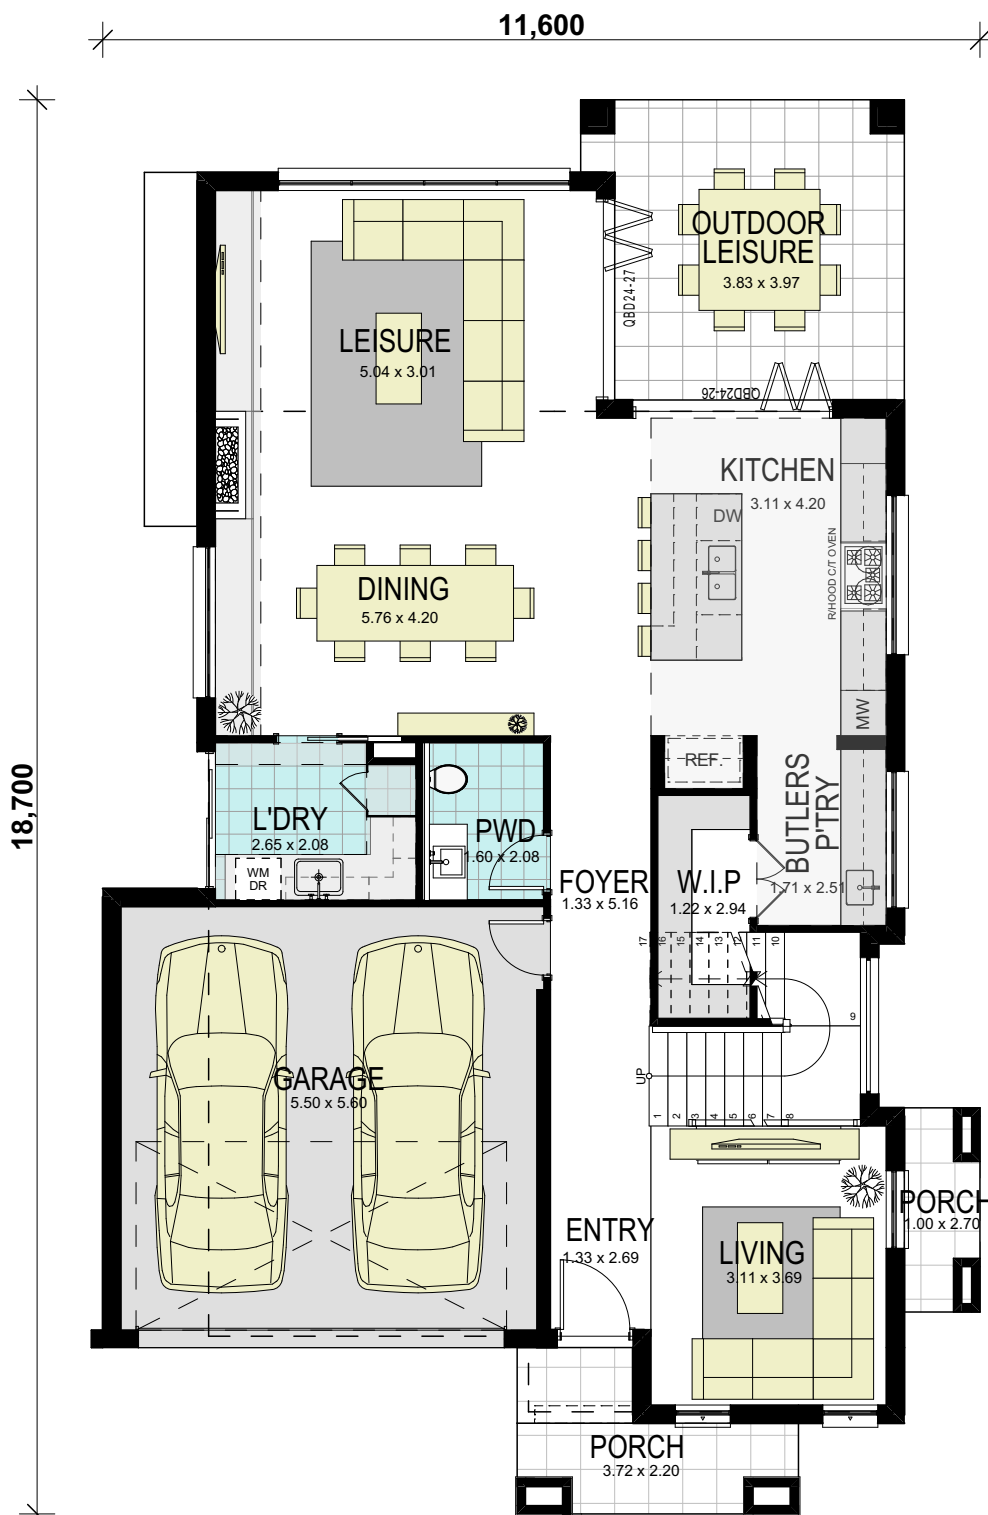 11,600
18,700
OUTDOOR
LEISURE
3.83 x 3.97
QBD24-27
LEISURE
5.04 x 3.01
QBD24-26
KITCHEN
3.11 x 4.20
DW
R/HOOD C/T OVEN
DINING
5.76 x 4.20
MW
REF.
BUTLERS
P'TRY
1.71 x 2.51
L'DRY
2.65 x 2.08
WM
DR
PWD
1.60 x 2.08
FOYER
1.33 x 5.16
W.I.P
1.22 x 2.94
17
16
15
14
13
12
11
10
9
UP
1
2
3
4
5
6
7
8
GARAGE
5.50 x 5.60
ENTRY
1.33 x 2.69
LIVING
3.11 x 3.69
PORCH
1.00 x 2.70
PORCH
3.72 x 2.20